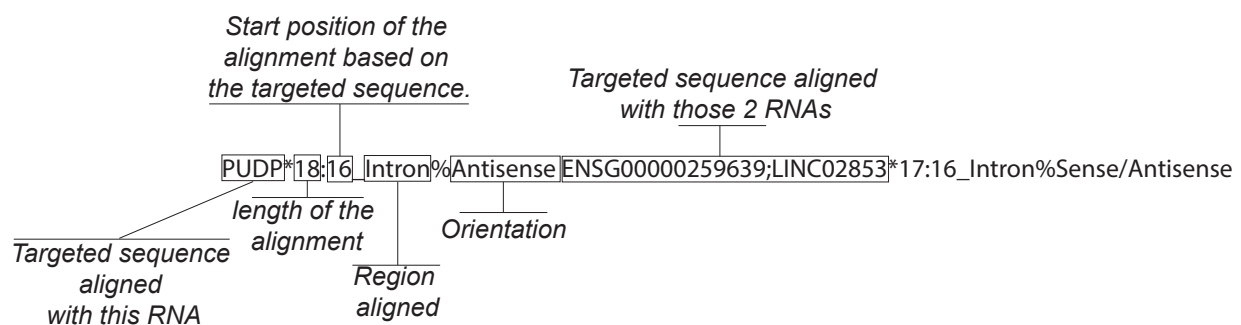 Start position of the
alignment based on
the targeted sequence.
Targeted sequence aligned
with those 2 RNAs
PUDP*18:16_Intron%Antisense ENSG00000259639;LINC02853*17:16_Intron%Sense/Antisense
length of the
alignment
Orientation
Targeted sequence
aligned
with this RNA
Region
aligned